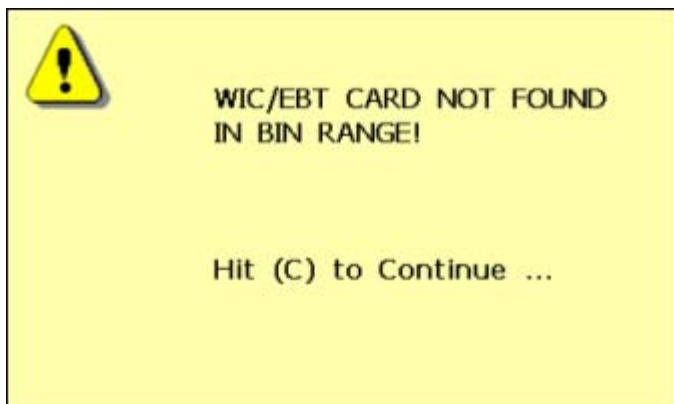 WIC/EBT CARD NOT FOUND
IN BIN RANGE!
Hit (C) to Continue ...